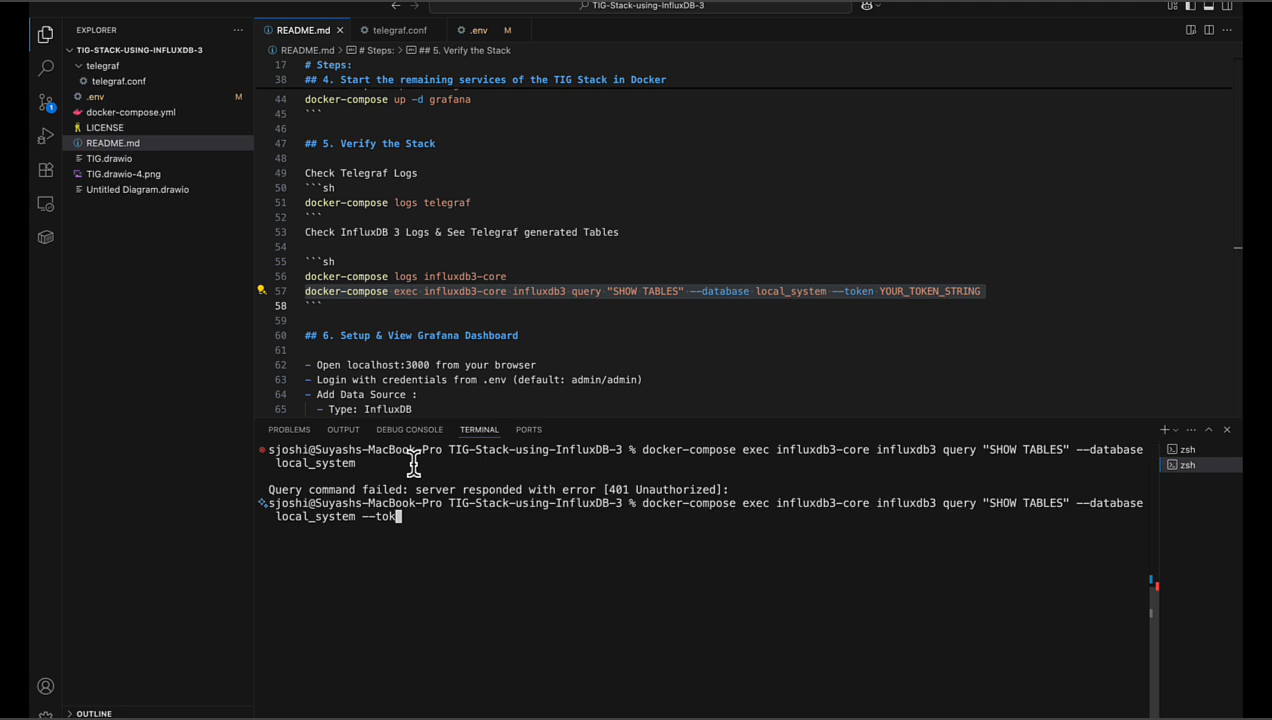 TIG-Stack-using-InfluxDB-3
EXPLORER
TIG-STACK-USING-INFLUXDB-3
telegraf
telegraf.conf
.env M
docker-compose.yml
LICENSE
README.md
TIG.drawio
TIG.drawio-4.png
Untitled Diagram.drawio
OUTLINE
1
README.md
telegraf.conf
.env M
README.md > # Steps: > ## 5. Verify the Stack
17 # Steps:
38 ## 4. Start the remaining services of the TIG Stack in Docker
44 docker-compose up -d grafana
45 ```
46
47 ## 5. Verify the Stack
48
49 Check Telegraf Logs
50 ```sh
51 docker-compose logs telegraf
52 ```
53 Check InfluxDB 3 Logs & See Telegraf generated Tables
54
55 ```sh
56 docker-compose logs influxdb3-core
57 docker-compose exec influxdb3-core influxdb3 query "SHOW TABLES" --database local_system --token YOUR_TOKEN_STRING
58 ```
59
60 ## 6. Setup & View Grafana Dashboard
61
62 - Open localhost:3000 from your browser
63 - Login with credentials from .env (default: admin/admin)
64 - Add Data Source :
65 - Type: InfluxDB
PROBLEMS OUTPUT DEBUG CONSOLE TERMINAL PORTS
sjoshi@Suyashs-MacBook-Pro TIG-Stack-using-InfluxDB-3 % docker-compose exec influxdb3-core influxdb3 query "SHOW TABLES" --database
local_system
Query command failed: server responded with error [401 Unauthorized]:
sjoshi@Suyashs-MacBook-Pro TIG-Stack-using-InfluxDB-3 % docker-compose exec influxdb3-core influxdb3 query "SHOW TABLES" --database
local_system --tok
zsh
zsh